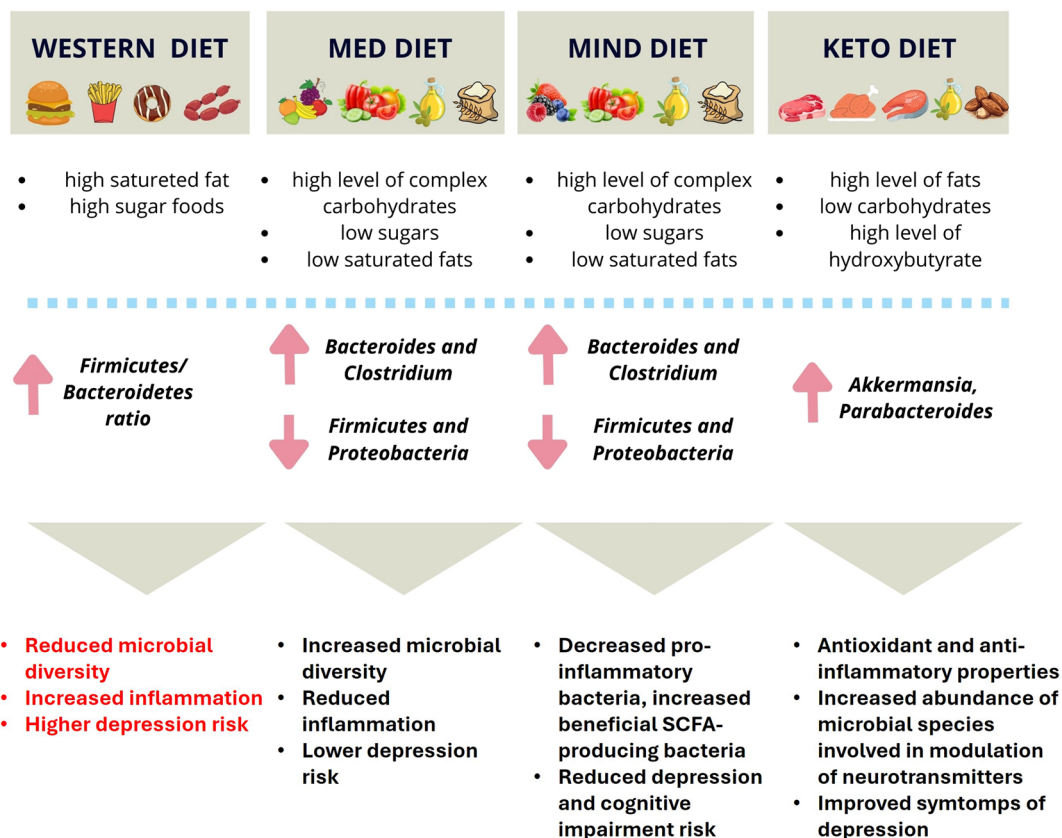 WESTERN DIET
MED DIET
MIND DIET
KETO DIET
• high satureted fat
• high sugar foods
• high level of complex
carbohydrates
• low sugars
• low saturated fats
• high level of complex
carbohydrates
• low sugars
• low saturated fats
• high level of fats
• low carbohydrates
• high level of
hydroxybutyrate
Firmicutes/
Bacteroidetes
ratio
Bacteroides and
Clostridium
Firmicutes and
Proteobacteria
Bacteroides and
Clostridium
Firmicutes and
Proteobacteria
Akkermansia,
Parabacteroides
• Reduced microbial
diversity
• Increased inflammation
• Higher depression risk
• Increased microbial
diversity
• Reduced
inflammation
• Lower depression
risk
• Decreased pro-
inflammatory
bacteria, increased
beneficial SCFA-
producing bacteria
• Reduced depression
and cognitive
impairment risk
• Antioxidant and anti-
inflammatory properties
• Increased abundance of
microbial species
involved in modulation
of neurotransmitters
• Improved symtomps of
depression